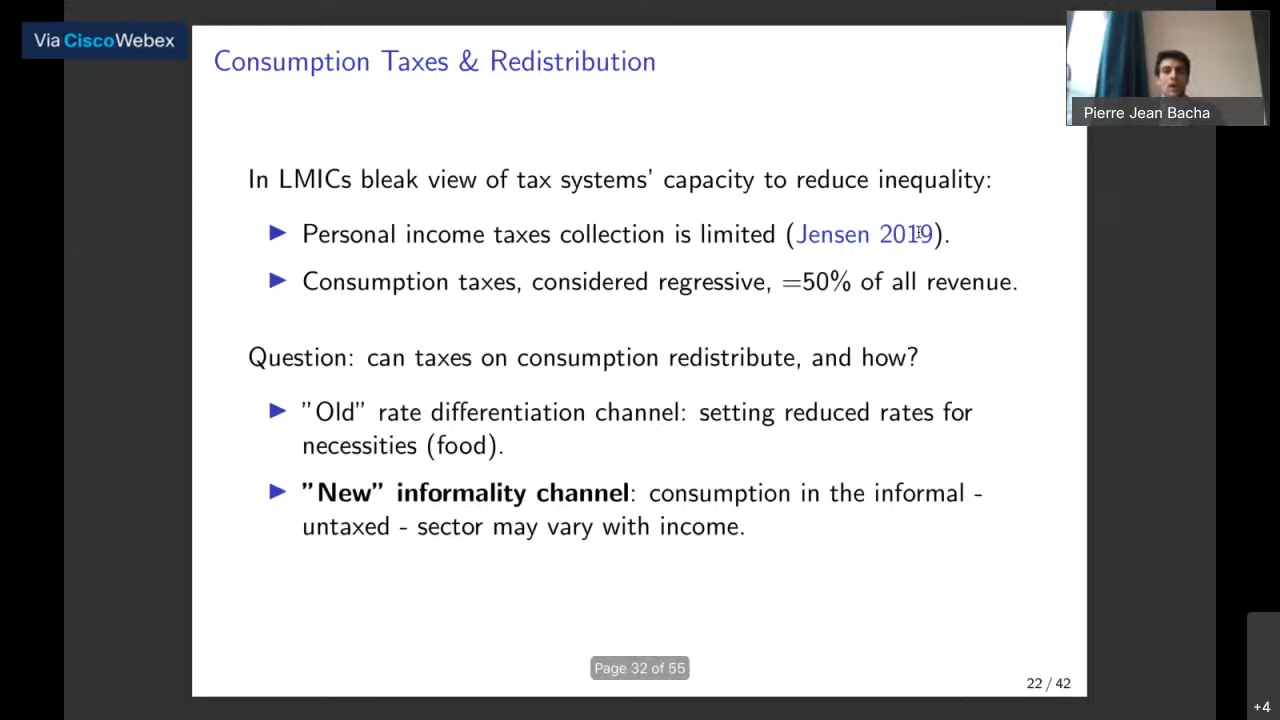 Via CiscoWebex
Consumption Taxes & Redistribution
Pierre Jean Bacha
In LMICs bleak view of tax systems' capacity to reduce inequality:
Personal income taxes collection is limited (Jensen 2019).
Consumption taxes, considered regressive, =50% of all revenue.
Question: can taxes on consumption redistribute, and how?
"Old" rate differentiation channel: setting reduced rates for
necessities (food).
"New" informality channel: consumption in the informal -
untaxed - sector may vary with income.
Page 32 of 55
22 / 42
+4